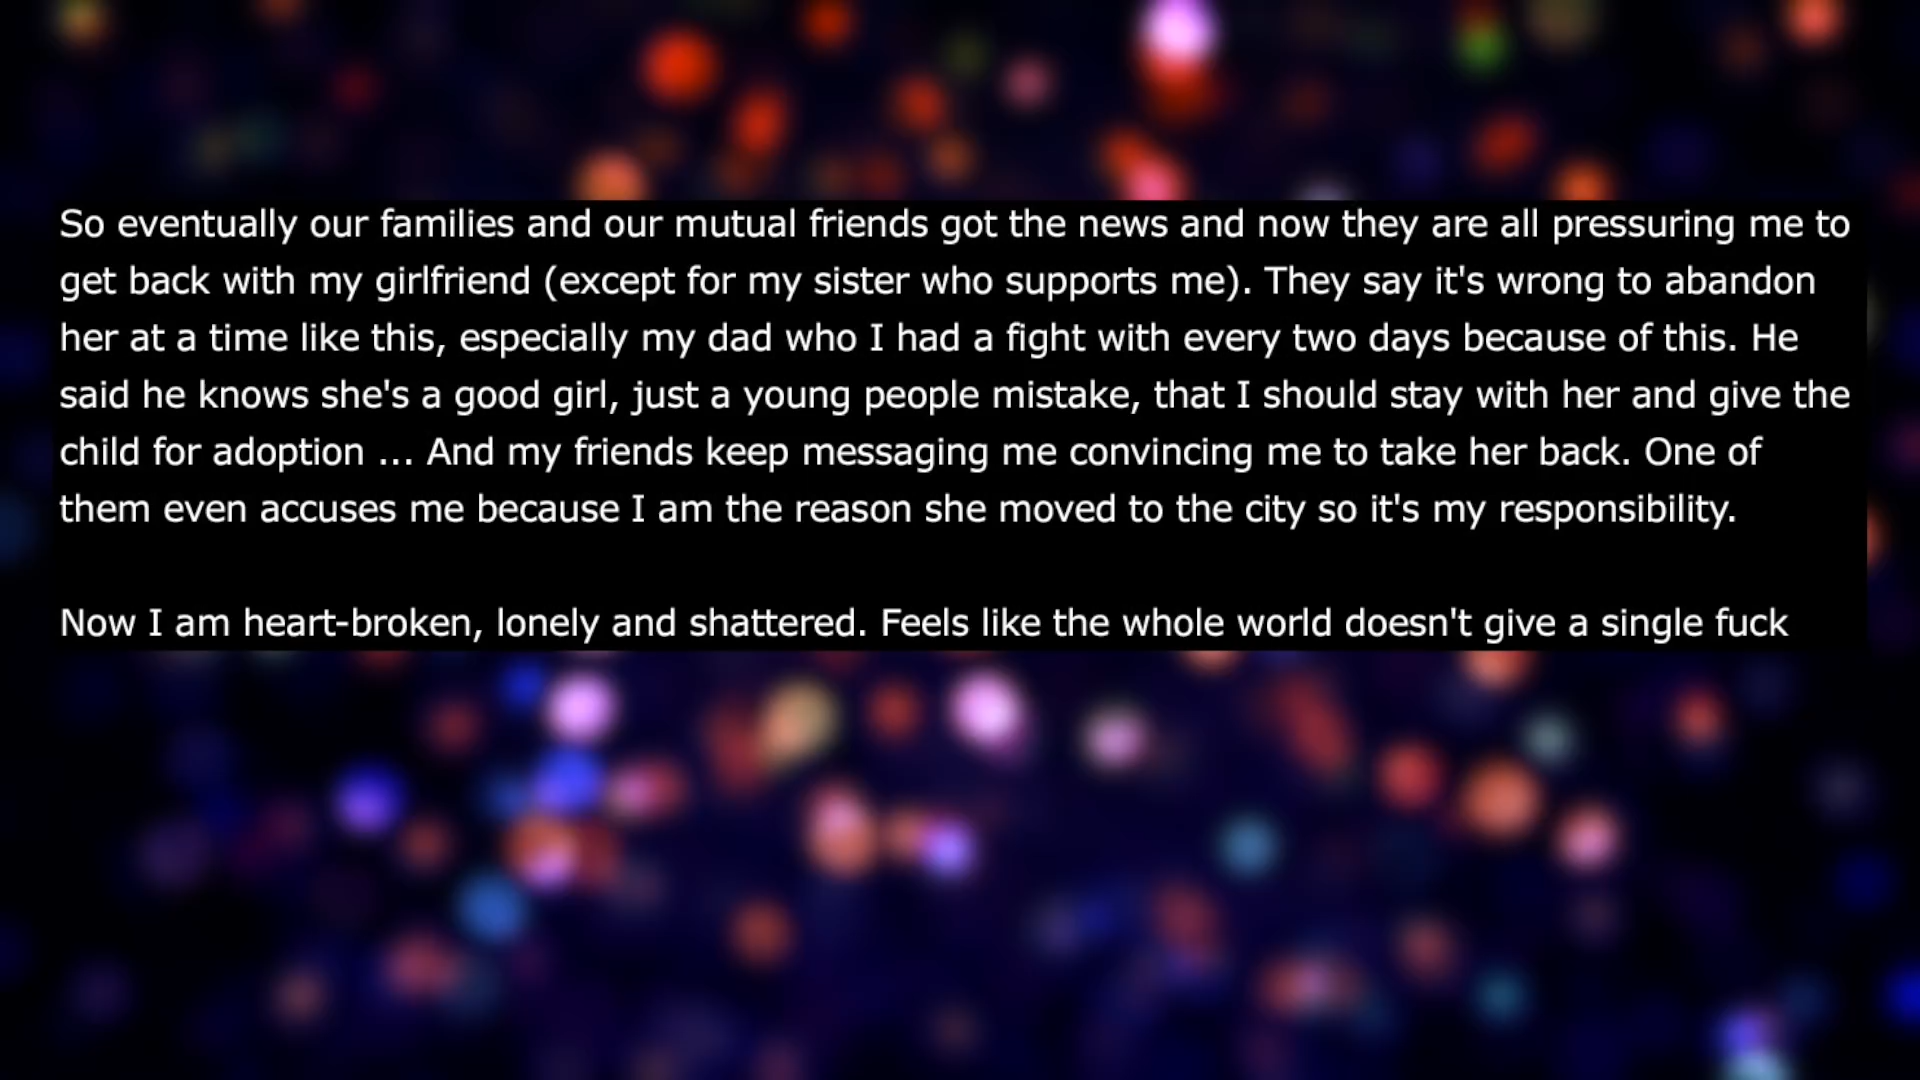 So eventually our families and our mutual friends got the news and now they are all pressuring me to
get back with my girlfriend (except for my sister who supports me). They say it's wrong to abandon
her at a time like this, especially my dad who I had a fight with every two days because of this. He
said he knows she's a good girl, just a young people mistake, that I should stay with her and give the
child for adoption ... And my friends keep messaging me convincing me to take her back. One of
them even accuses me because I am the reason she moved to the city so it's my responsibility.
Now I am heart-broken, lonely and shattered. Feels like the whole world doesn't give a single fuck